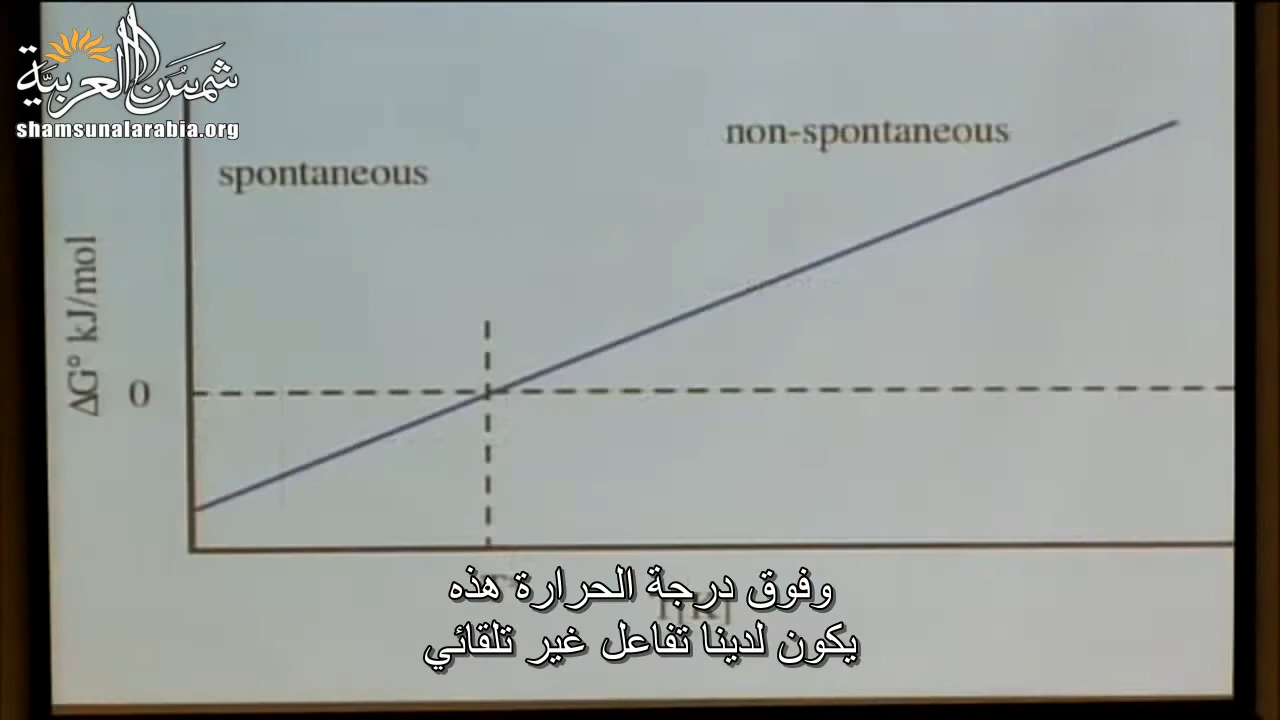 شمس العربية
shamsunalarabia.org
spontaneous
non-spontaneous
ΔG° kJ/mol
0
وفوق درجة الحرارة هذه
يكون لدينا تفاعل غير تلقائي